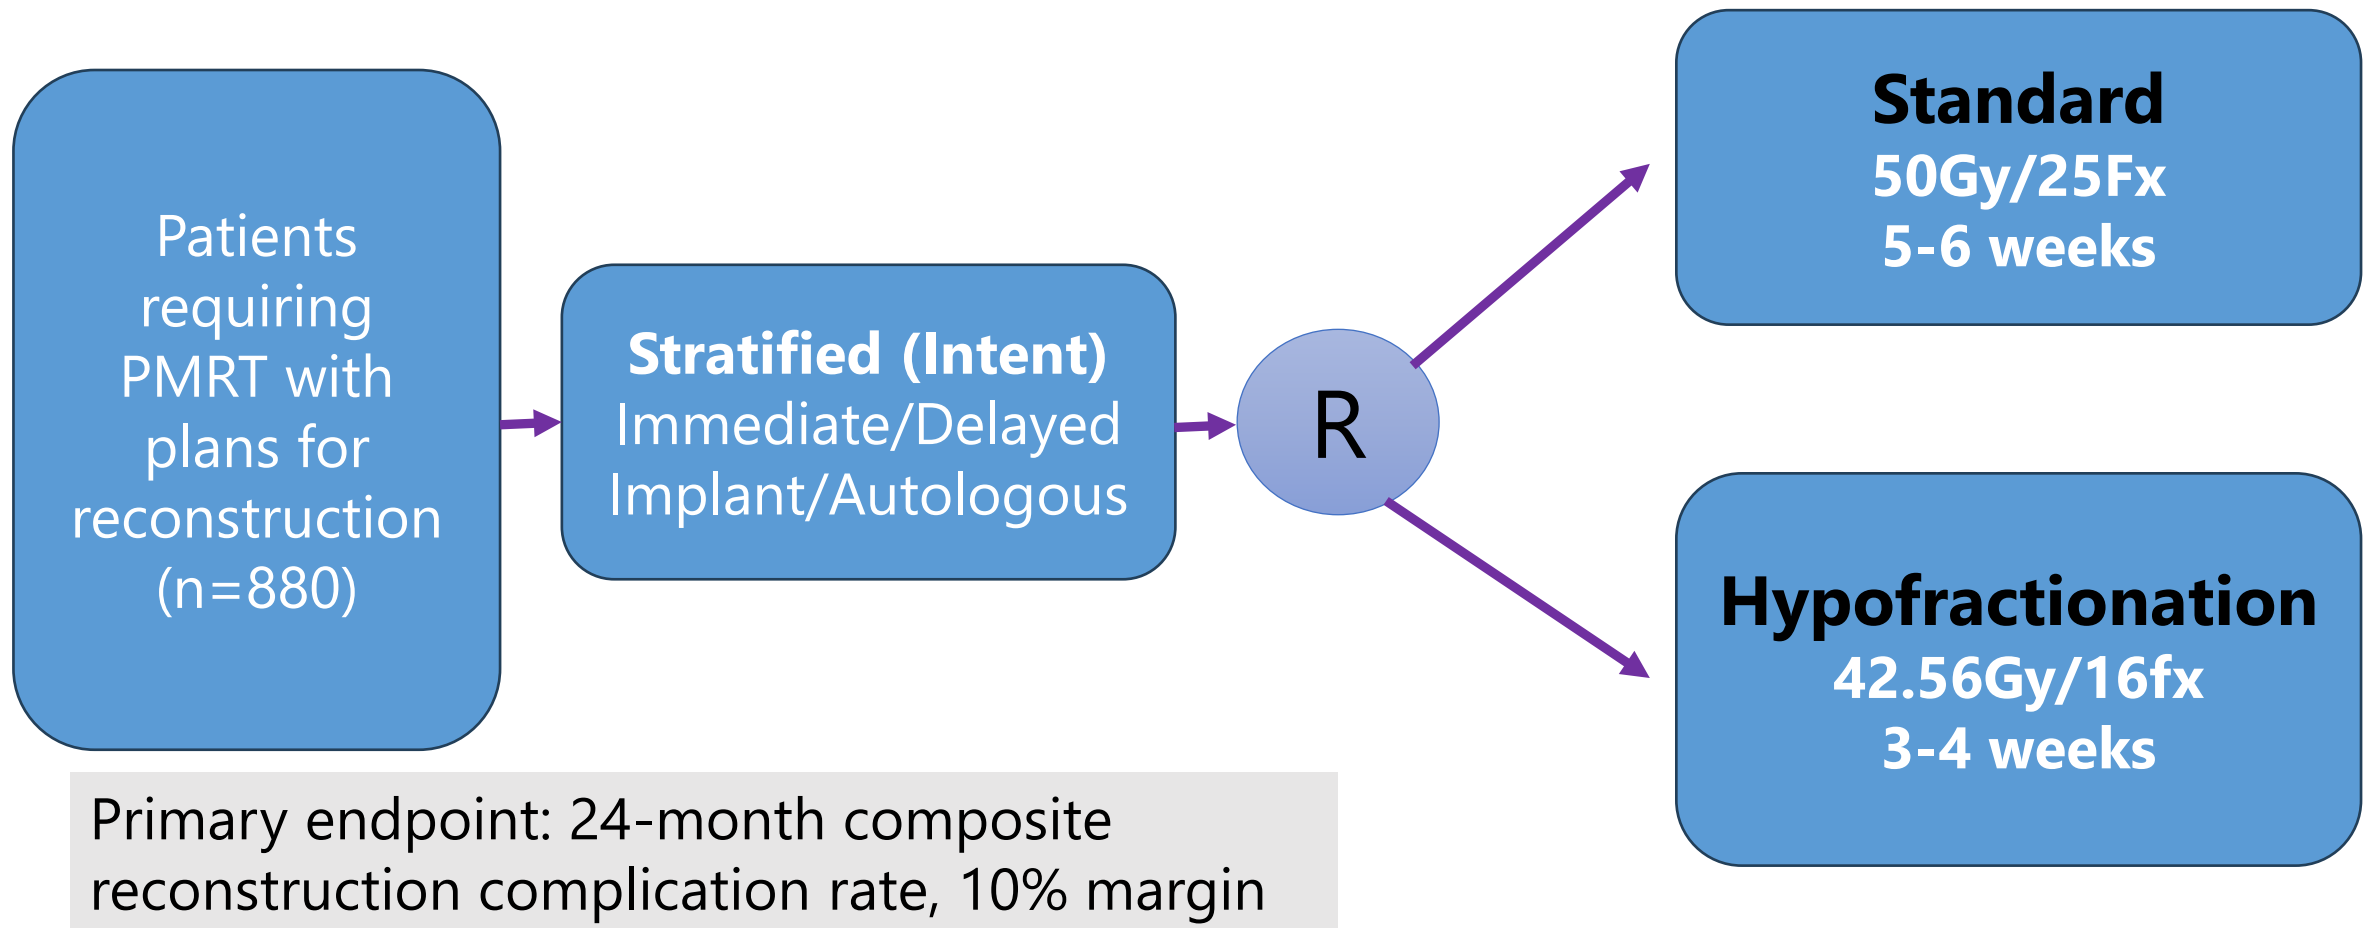 Patients
requiring
PMRT with
plans for
reconstruction
(n=880)
Stratified (Intent)
Immediate/Delayed
Implant/Autologous
R
Standard
50Gy/25Fx
5-6 weeks
Hypofractionation
42.56Gy/16fx
3-4 weeks
Primary endpoint: 24-month composite
reconstruction complication rate, 10% margin